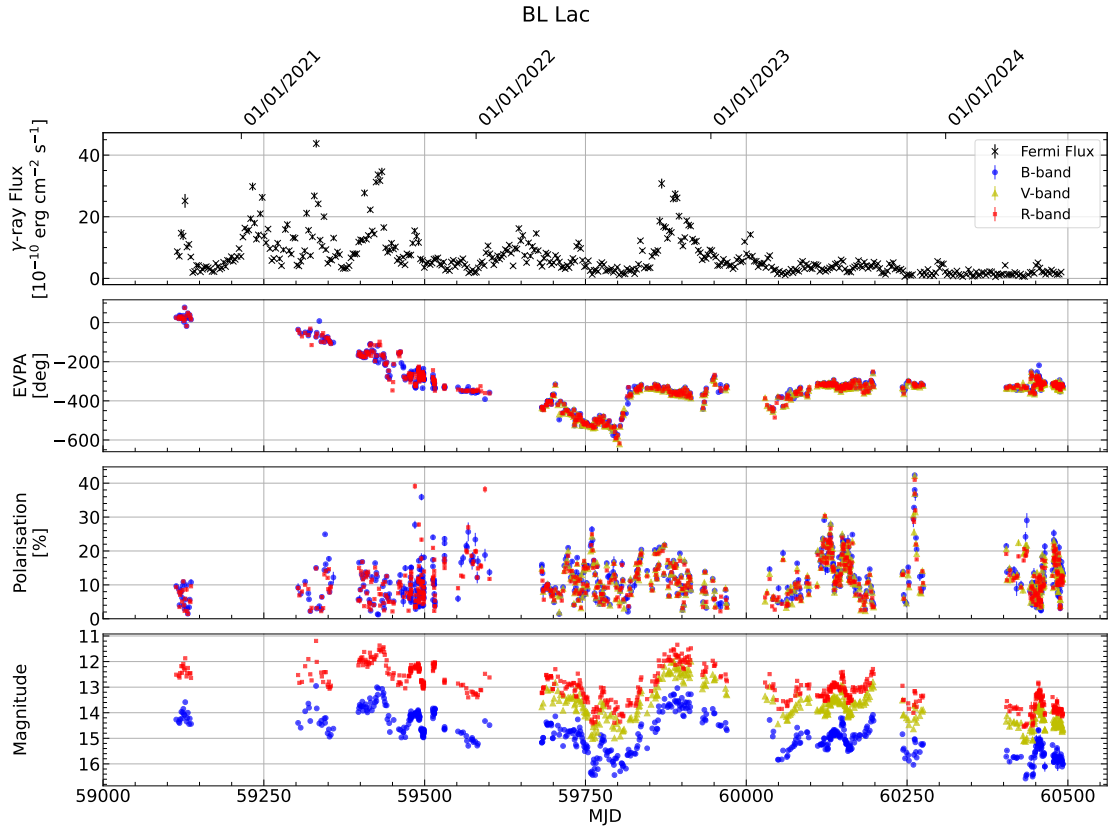 BL Lac
01/01/2021
01/01/2022
01/01/2023
01/01/2024
γ-ray Flux
[10⁻¹⁰ erg cm⁻² s⁻¹]
40
20
0
Fermi Flux
B-band
V-band
R-band
EVPA
[deg]
0
−200
−400
−600
Polarisation
[%]
40
30
20
10
0
Magnitude
11
12
13
14
15
16
59000
59250
59500
59750
60000
60250
60500
MJD